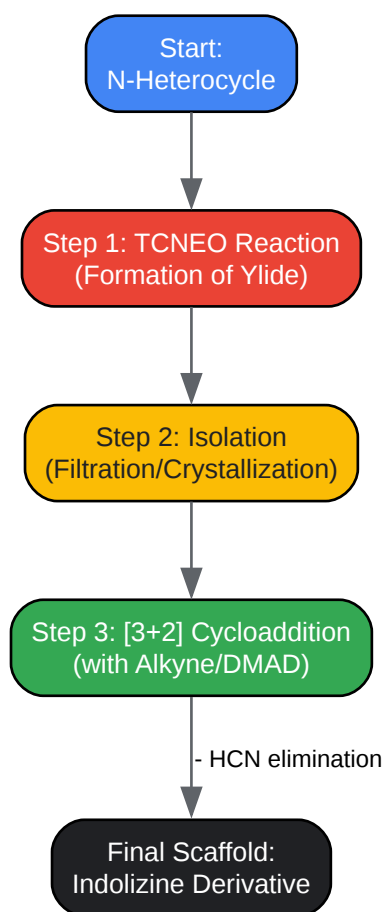 Start:
N-Heterocycle
Step 1: TCNEO Reaction
(Formation of Ylide)
Step 2: Isolation
(Filtration/Crystallization)
Step 3: [3+2] Cycloaddition
(with Alkyne/DMAD)
- HCN elimination
Final Scaffold:
Indolizine Derivative